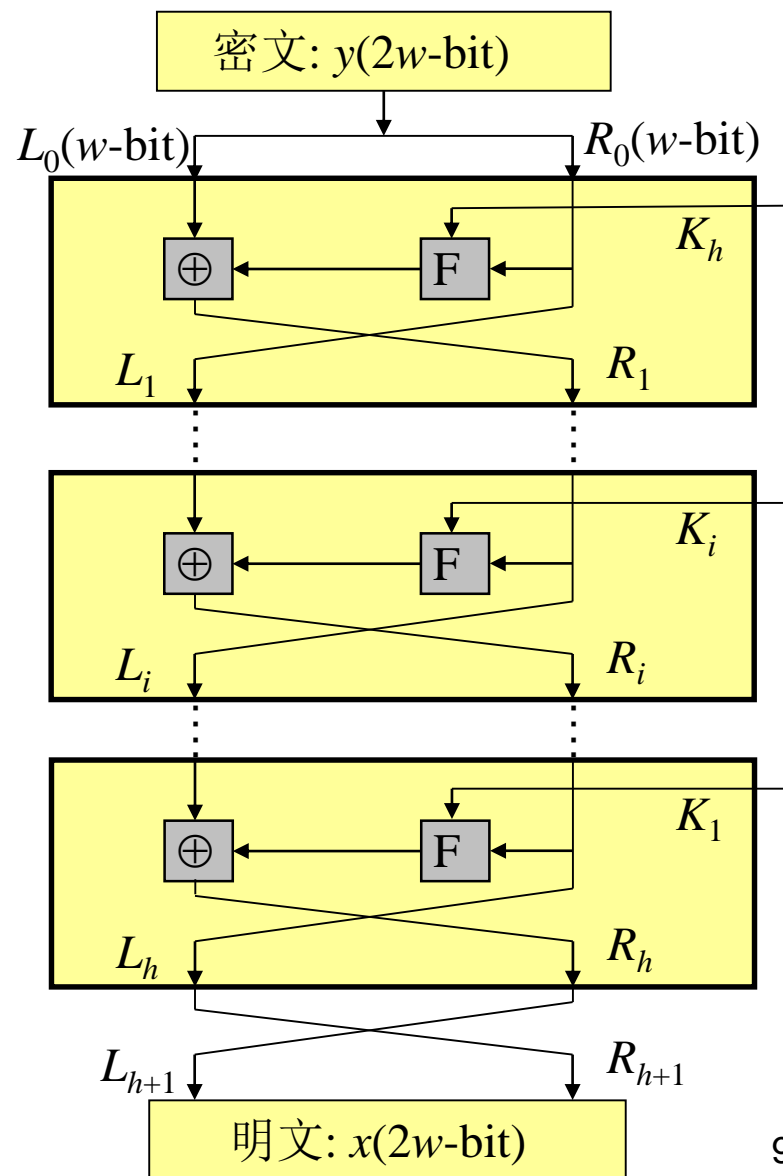 密文: y(2w-bit)
L₀(w-bit) R₀(w-bit)
Kₕ
⊕ F
L₁ R₁
Kᵢ
⊕ F
Lᵢ Rᵢ
K₁
⊕ F
Lₕ Rₕ
Lₕ₊₁ Rₕ₊₁
明文: x(2w-bit)
9